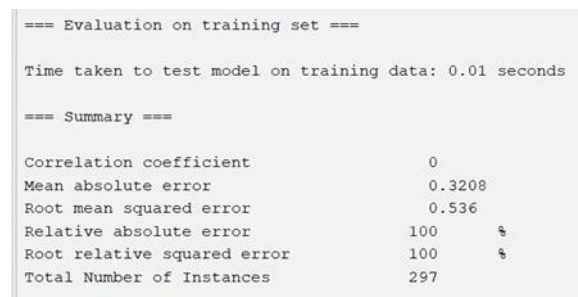 === Evaluation on training set ===
Time taken to test model on training data: 0.01 seconds
=== Summary ===
Correlation coefficient 0
Mean absolute error 0.3208
Root mean squared error 0.536
Relative absolute error 100 %
Root relative squared error 100 %
Total Number of Instances 297